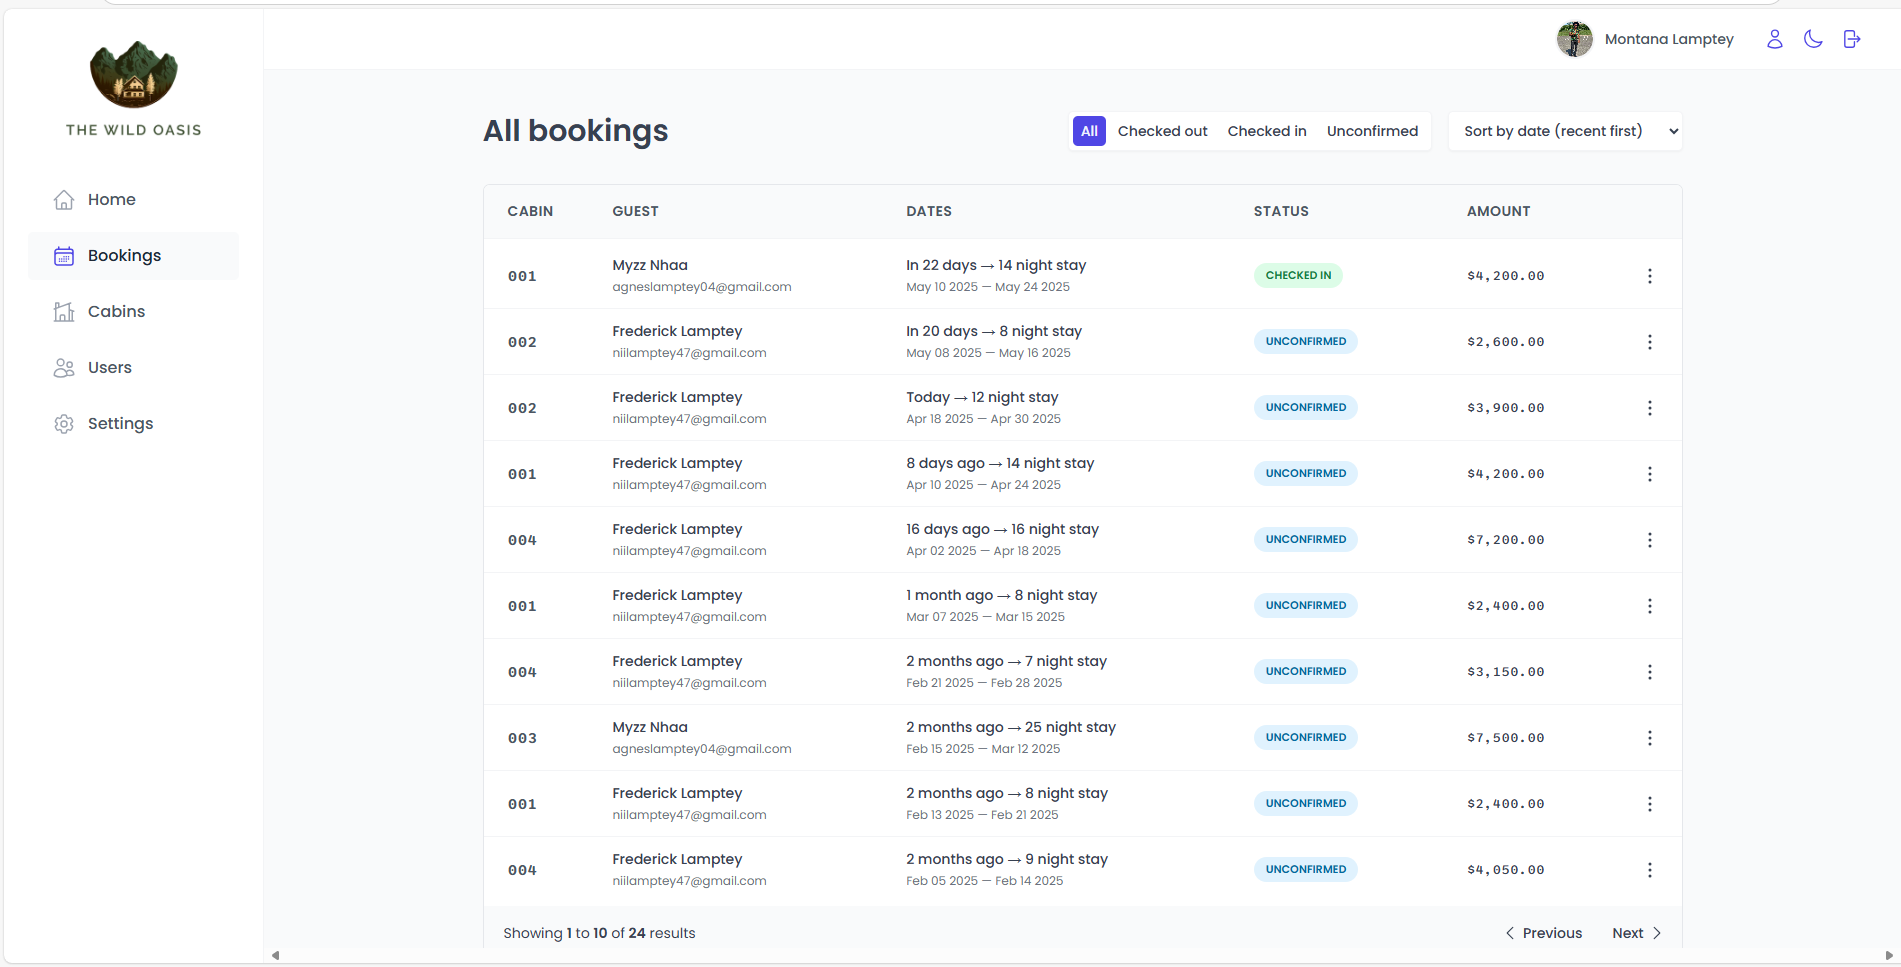 THE WILD OASIS
Home
Bookings
Cabins
Users
Settings
Montana Lamptey
All bookings
All Checked out Checked in Unconfirmed
Sort by date (recent first)
CABIN GUEST DATES STATUS AMOUNT
001 Myzz Nhaa In 22 days → 14 night stay CHECKED IN $4,200.00
agneslamptey04@gmail.com May 10 2025 — May 24 2025
002 Frederick Lamptey In 20 days → 8 night stay UNCONFIRMED $2,600.00
niilamptey47@gmail.com May 08 2025 — May 16 2025
002 Frederick Lamptey Today → 12 night stay UNCONFIRMED $3,900.00
niilamptey47@gmail.com Apr 18 2025 — Apr 30 2025
001 Frederick Lamptey 8 days ago → 14 night stay UNCONFIRMED $4,200.00
niilamptey47@gmail.com Apr 10 2025 — Apr 24 2025
004 Frederick Lamptey 16 days ago → 16 night stay UNCONFIRMED $7,200.00
niilamptey47@gmail.com Apr 02 2025 — Apr 18 2025
001 Frederick Lamptey 1 month ago → 8 night stay UNCONFIRMED $2,400.00
niilamptey47@gmail.com Mar 07 2025 — Mar 15 2025
004 Frederick Lamptey 2 months ago → 7 night stay UNCONFIRMED $3,150.00
niilamptey47@gmail.com Feb 21 2025 — Feb 28 2025
003 Myzz Nhaa 2 months ago → 25 night stay UNCONFIRMED $7,500.00
agneslamptey04@gmail.com Feb 15 2025 — Mar 12 2025
001 Frederick Lamptey 2 months ago → 8 night stay UNCONFIRMED $2,400.00
niilamptey47@gmail.com Feb 13 2025 — Feb 21 2025
004 Frederick Lamptey 2 months ago → 9 night stay UNCONFIRMED $4,050.00
niilamptey47@gmail.com Feb 05 2025 — Feb 14 2025
Showing 1 to 10 of 24 results
Previous Next